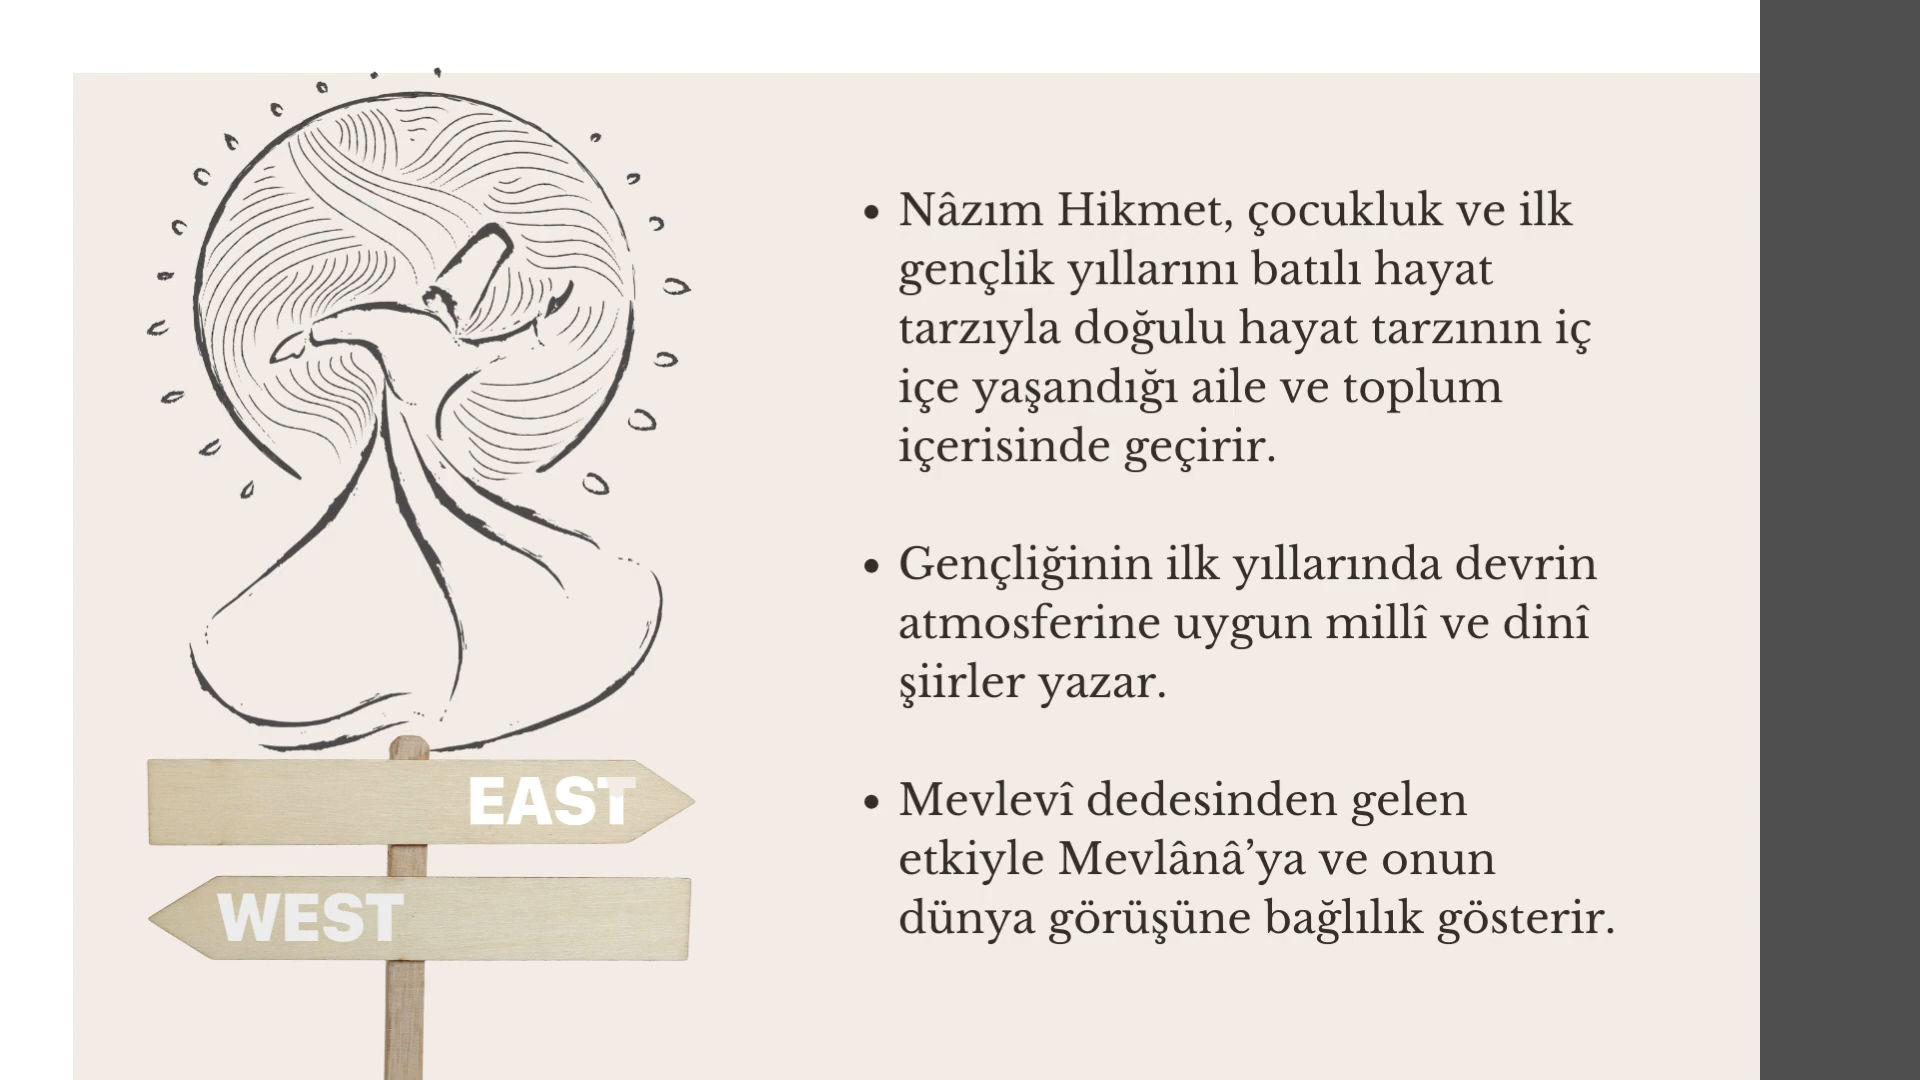 Nâzım Hikmet, çocukluk ve ilk
gençlik yıllarını batılı hayat
tarzıyla doğulu hayat tarzının iç
içe yaşandığı aile ve toplum
içerisinde geçirir.
Gençliğinin ilk yıllarında devrin
atmosferine uygun millî ve dinî
şiirler yazar.
Mevlevî dedesinden gelen
etkiyle Mevlânâ’ya ve onun
dünya görüşüne bağlılık gösterir.
EAST
WEST